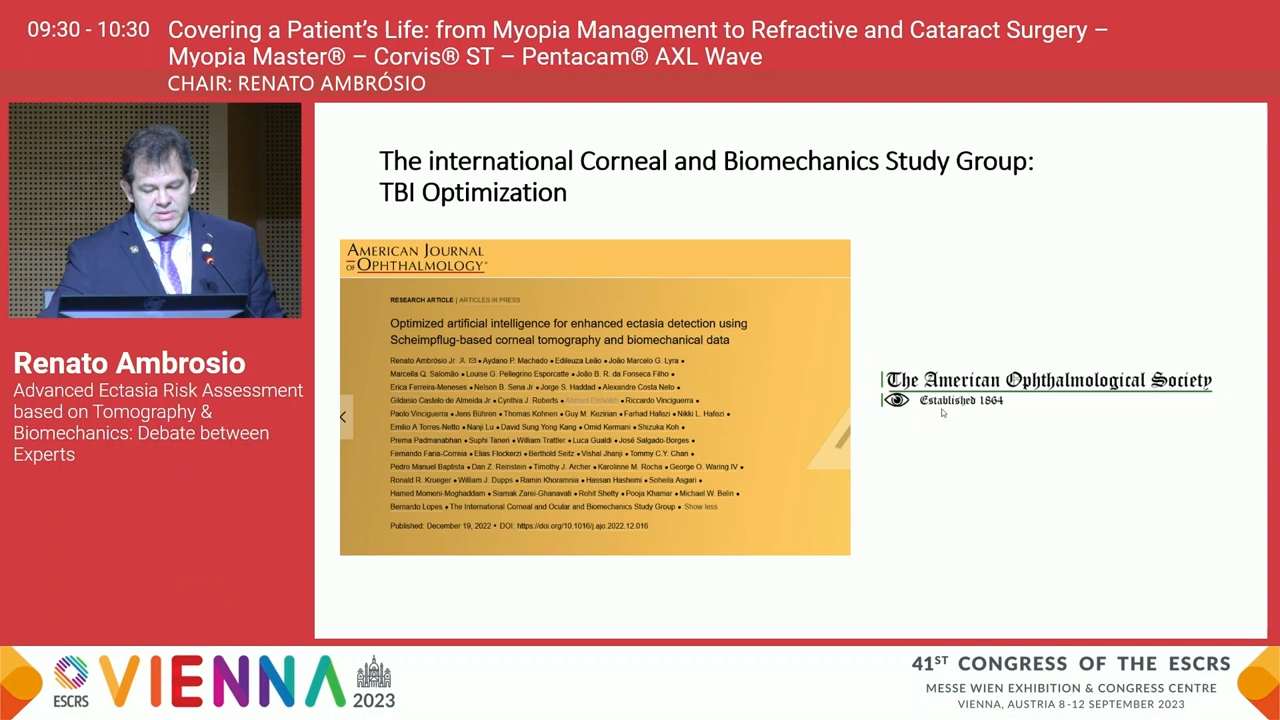 09:30 - 10:30
Covering a Patient's Life: from Myopia Management to Refractive and Cataract Surgery –
Myopia Master® – Corvis® ST – Pentacam® AXL Wave
CHAIR: RENATO AMBRÓSIO
Renato Ambrosio
Advanced Ectasia Risk Assessment
based on Tomography &
Biomechanics: Debate between
Experts
The international Corneal and Biomechanics Study Group:
TBI Optimization
AMERICAN JOURNAL
OF OPHTHALMOLOGY™
RESEARCH ARTICLE | ARTICLES IN PRESS
Optimized artificial intelligence for enhanced ectasia detection using
Scheimpflug-based corneal tomography and biomechanical data
Renato Ambrósio Jr • Aydano P. Machado • Edileuza Leão • João Marcelo G. Lyra •
Marcella Q. Salomão • Louise G. Pellegrino Esporcatte • João B. R. da Fonseca Filho •
Erica Ferreira-Meneses • Nelson B. Sena Jr • Jorge S. Haddad • Alexandre Costa Neto •
Gildasio Castelo de Almeida Jr • Cynthia J. Roberts • Ahmed Elsheikh • Riccardo Vinciguerra •
Paolo Vinciguerra • Jens Bühren • Thomas Kohnen • Guy M. Kezirian • Farhad Hafezi • Nikki L. Hafezi •
Emilio A Torres-Netto • Nanji Lu • David Sung Yong Kang • Omid Kermani • Shizuka Koh •
Prema Padmanabhan • Suphi Taneri • William Trattler • Luca Gualdi • José Salgado-Borges •
Fernando Faria-Correia • Elias Flockerzi • Berthold Seitz • Vishal Jhanji • Tommy C.Y. Chan •
Pedro Manuel Baptista • Dan Z. Reinstein • Timothy J. Archer • Karolinne M. Rocha • George O. Waring IV •
Ronald R. Krueger • William J. Dupps • Ramin Khoramnia • Hassan Hashemi • Soheila Asgari •
Hamed Momeni-Moghaddam • Siamak Zarei-Ghanavati • Rohit Shetty • Pooja Khamar • Michael W. Belin •
Bernardo Lopes • The International Corneal and Ocular and Biomechanics Study Group • Show less
Published: December 19, 2022 • DOI: https://doi.org/10.1016/j.ajo.2022.12.016
The American Ophthalmological Society
Established 1864
ESCRS
VIENNA
2023
41ST CONGRESS OF THE ESCRS
MESSE WIEN EXHIBITION & CONGRESS CENTRE
VIENNA, AUSTRIA 8-12 SEPTEMBER 2023